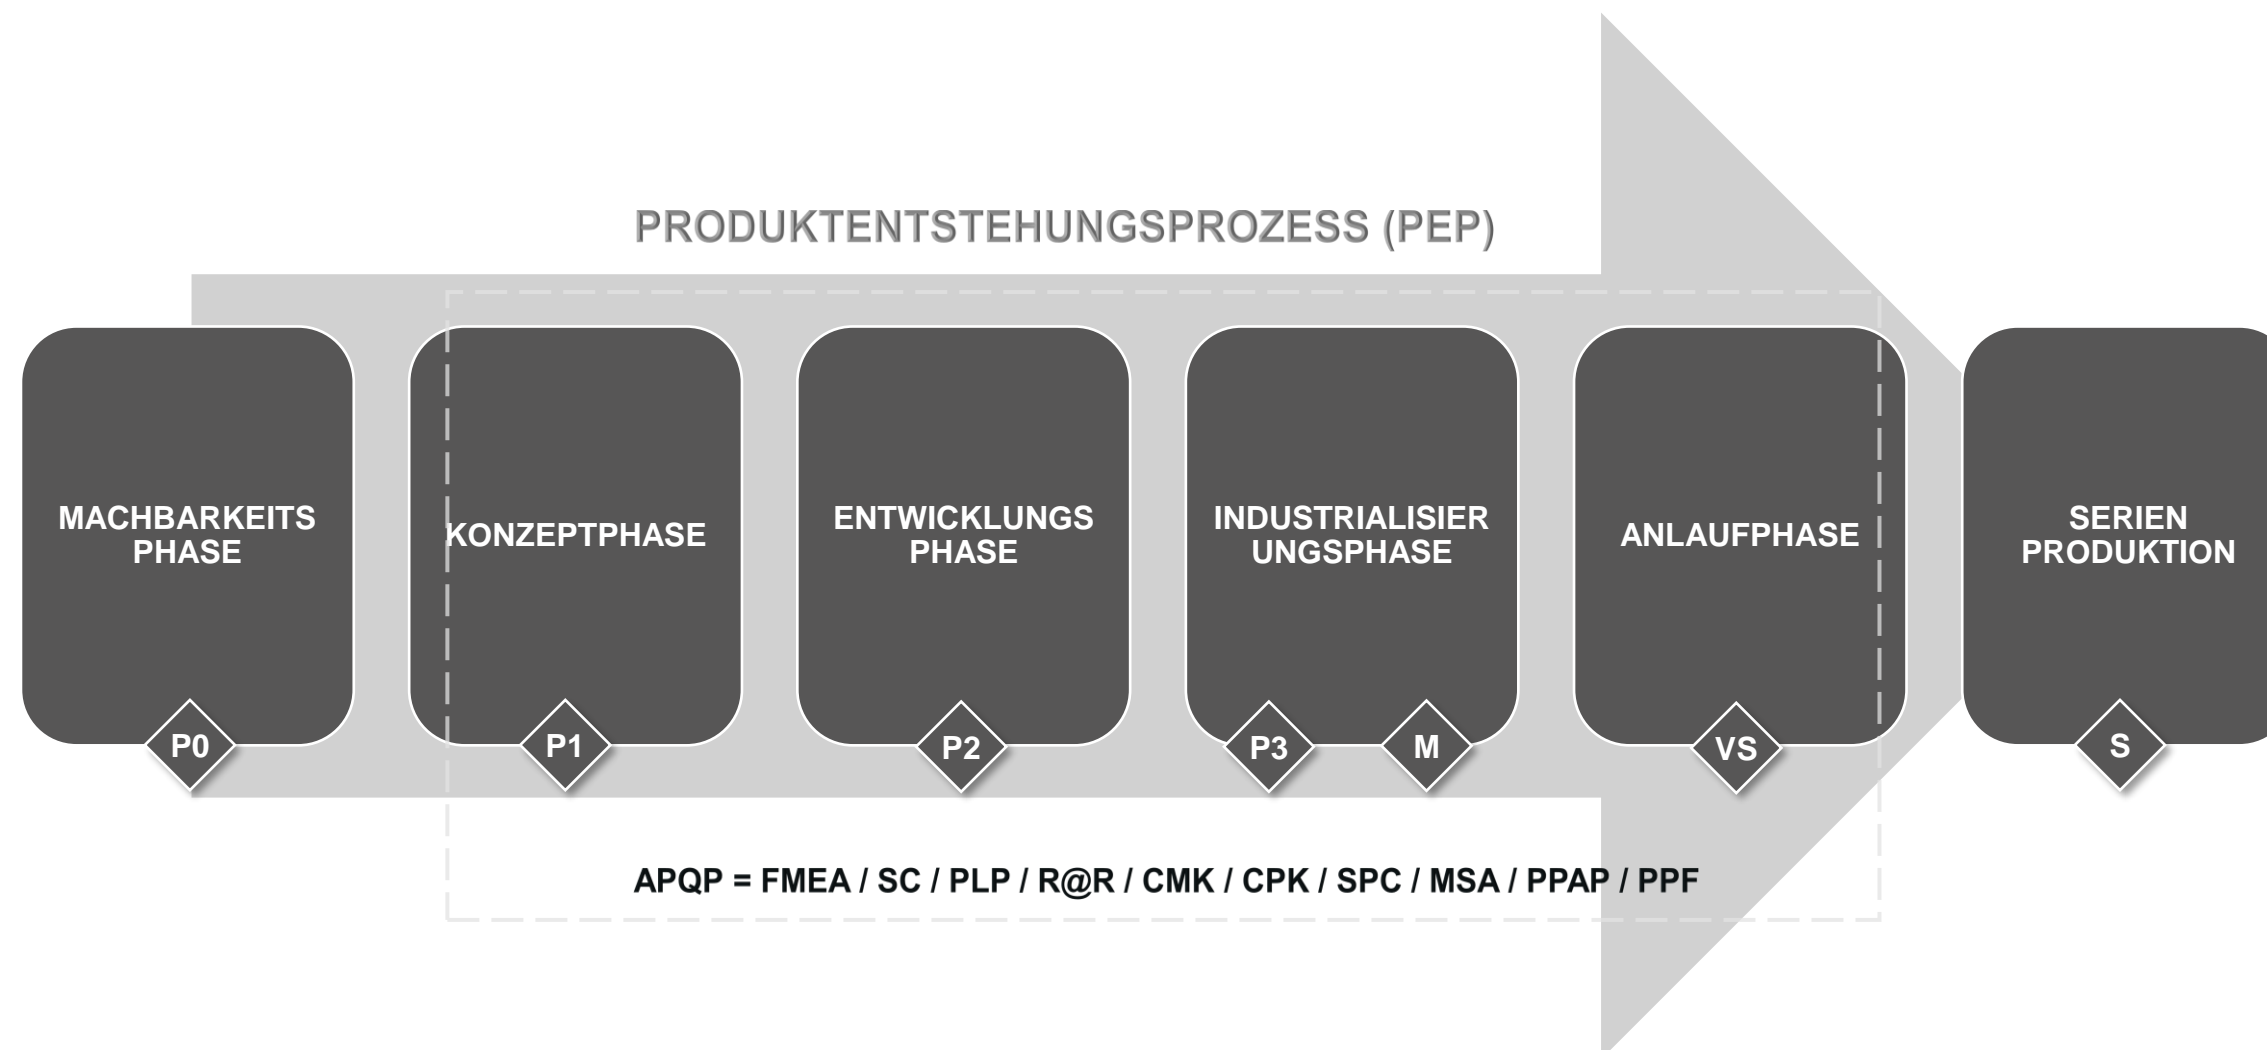 PRODUKTENTSTEHUNGSPROZESS (PEP)
MACHBARKEITS
PHASE
KONZEPTPHASE
ENTWICKLUNGS
PHASE
INDUSTRIALISIER
UNGSPHASE
ANLAUFPHASE
SERIEN
PRODUKTION
P0
P1
P2
P3
M
VS
S
APQP = FMEA / SC / PLP / R@R / CMK / CPK / SPC / MSA / PPAP / PPF